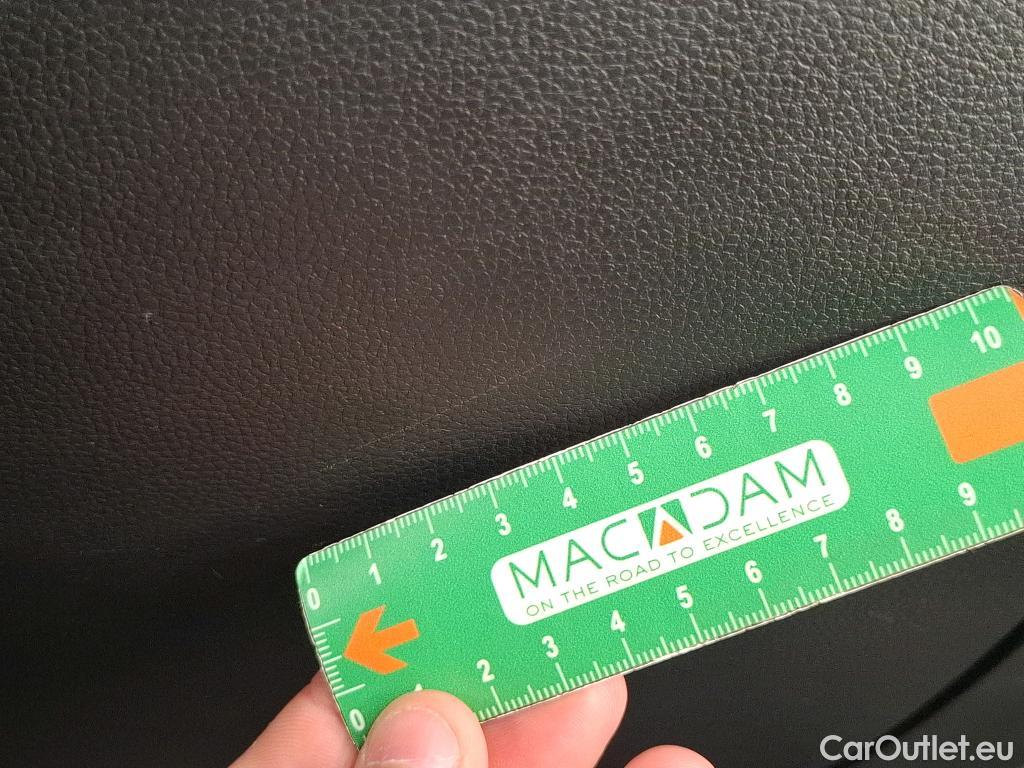 0 1 2 3 4 5 6 7 8 9 10
MACADAM
ON THE ROAD TO EXCELLENCE
0 1 2 3 4 5 6 7 8 9
CarOutlet.eu